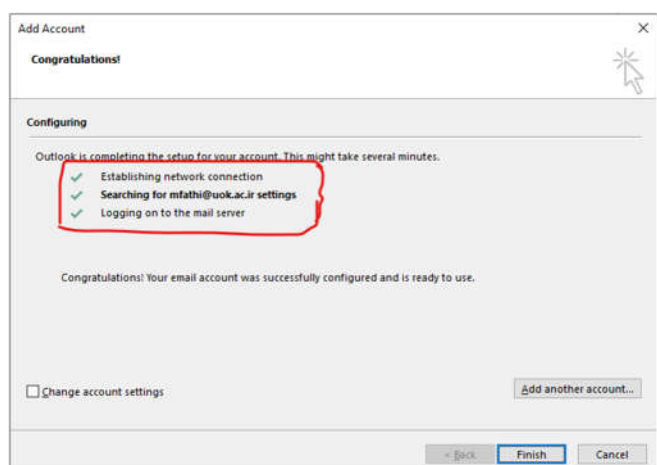 Add Account
Congratulations!
Configuring
Outlook is completing the setup for your account. This might take several minutes.
Establishing network connection
Searching for mfathi@uok.ac.ir settings
Logging on to the mail server
Congratulations! Your email account was successfully configured and is ready to use.
Change account settings
Add another account...
< Back
Finish
Cancel